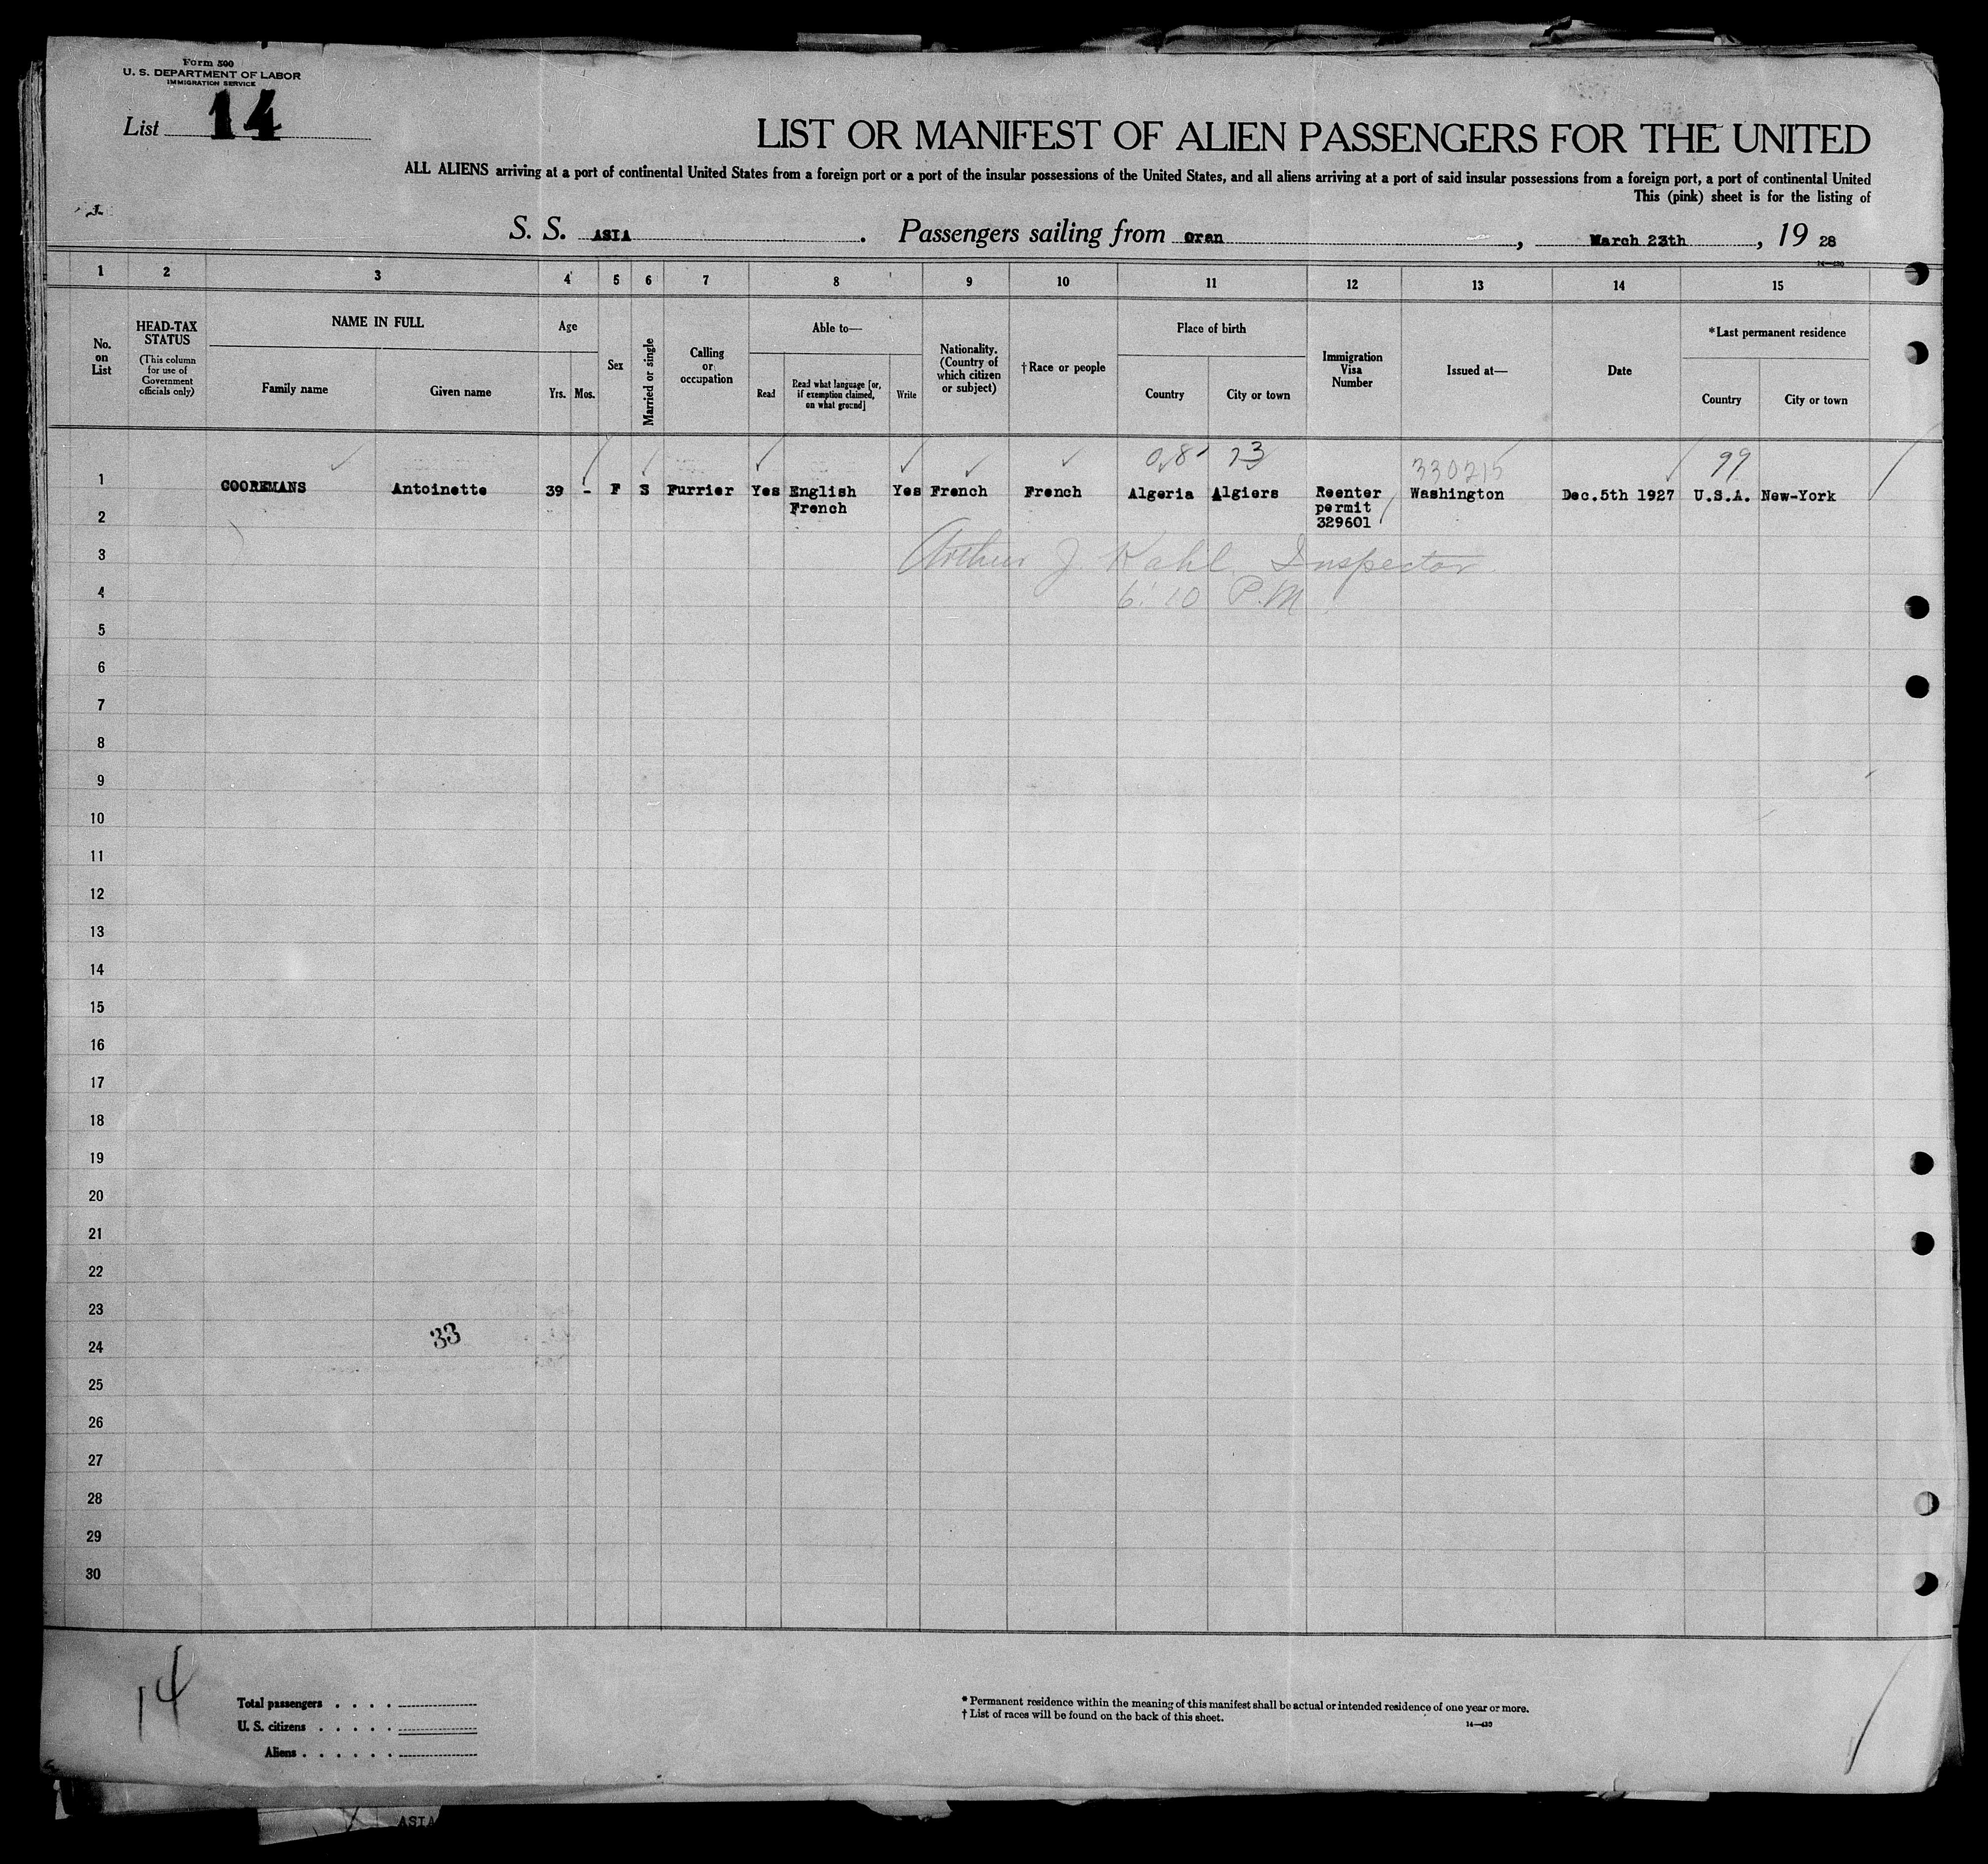 Form 500
U. S. DEPARTMENT OF LABOR
IMMIGRATION SERVICE
List 14
LIST OR MANIFEST OF ALIEN PASSENGERS FOR THE UNITED
ALL ALIENS arriving at a port of continental United States from a foreign port or a port of the insular possessions of the United States, and all aliens arriving at a port of said insular possessions from a foreign port, a port of continental United
This (pink) sheet is for the listing of
S. S. ASIA . Passengers sailing from Oran , March 23th , 19 28
1 2 3 4 5 6 7 8 9 10 11 12 13 14 15
No. on List
HEAD-TAX STATUS
(This column for use of Government officials only)
NAME IN FULL
Family name Given name
Age
Yrs. Mos.
Sex
Married or single
Calling or occupation
Able to—
Read
Read what language [or, if exemption claimed, on what ground]
Write
Nationality. (Country of which citizen or subject)
† Race or people
Place of birth
Country City or town
Immigration Visa Number
Issued at—
Date
*Last permanent residence
Country City or town
330215 99
1 COOREMANS Antoinette 39 - F S Furrier Yes English Yes French French Algeria Algiers Reenter Washington Dec.5th 1927 U.S.A. New-York
French permit
2 329601
3 Arthur J. Kahl. Inspector
4 6:10 P.M.
5
6
7
8
9
10
11
12
13
14
15
16
17
18
19
20
21
22
23
33
24
25
26
27
28
29
30
14
Total passengers . . . .
U. S. citizens . . . . .
Aliens . . . . . .
* Permanent residence within the meaning of this manifest shall be actual or intended residence of one year or more.
† List of races will be found on the back of this sheet.
14—430
ASIA